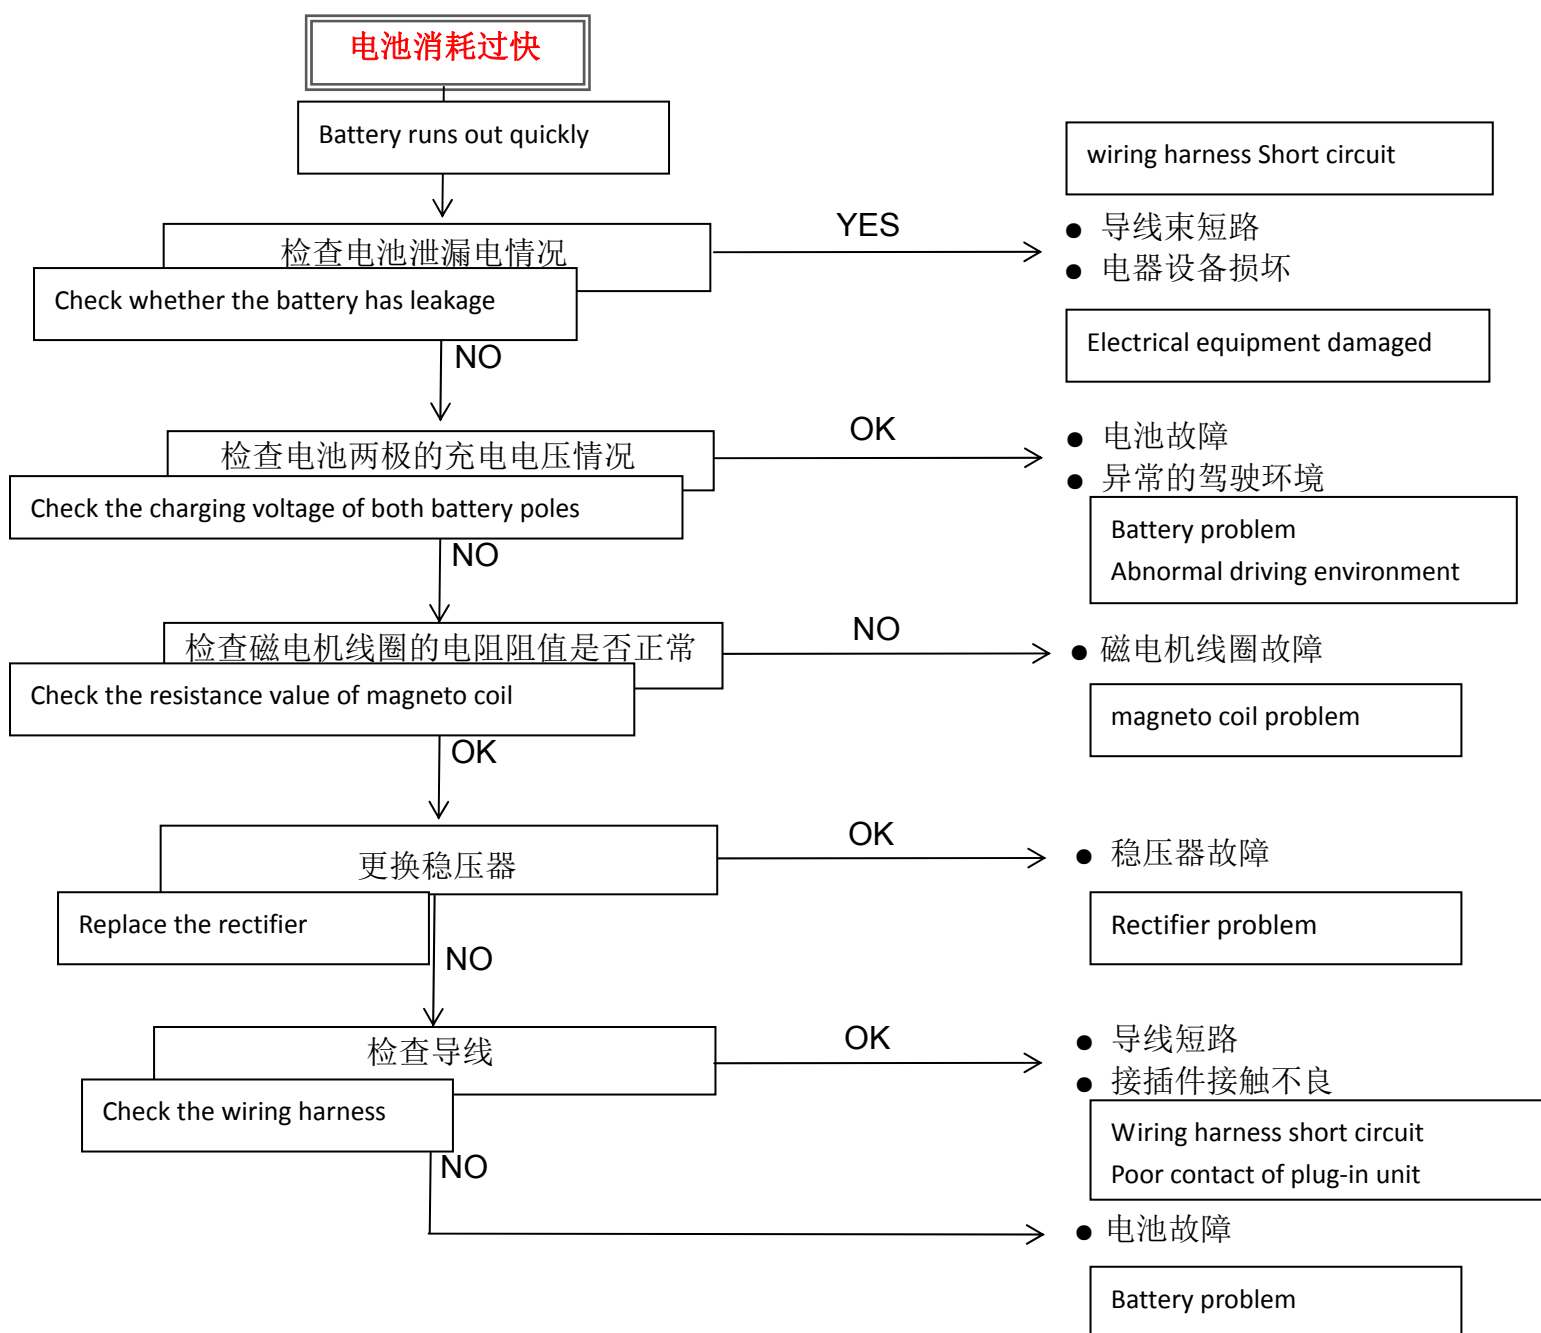 电池消耗过快
Battery runs out quickly
wiring harness Short circuit
检查电池泄漏电情况
YES
● 导线束短路
● 电器设备损坏
Check whether the battery has leakage
Electrical equipment damaged
NO
检查电池两极的充电电压情况
OK
● 电池故障
● 异常的驾驶环境
Check the charging voltage of both battery poles
Battery problem
Abnormal driving environment
NO
检查磁电机线圈的电阻阻值是否正常
NO
● 磁电机线圈故障
Check the resistance value of magneto coil
magneto coil problem
OK
更换稳压器
OK
● 稳压器故障
Replace the rectifier
Rectifier problem
NO
检查导线
OK
● 导线短路
● 接插件接触不良
Check the wiring harness
Wiring harness short circuit
Poor contact of plug-in unit
NO
● 电池故障
Battery problem